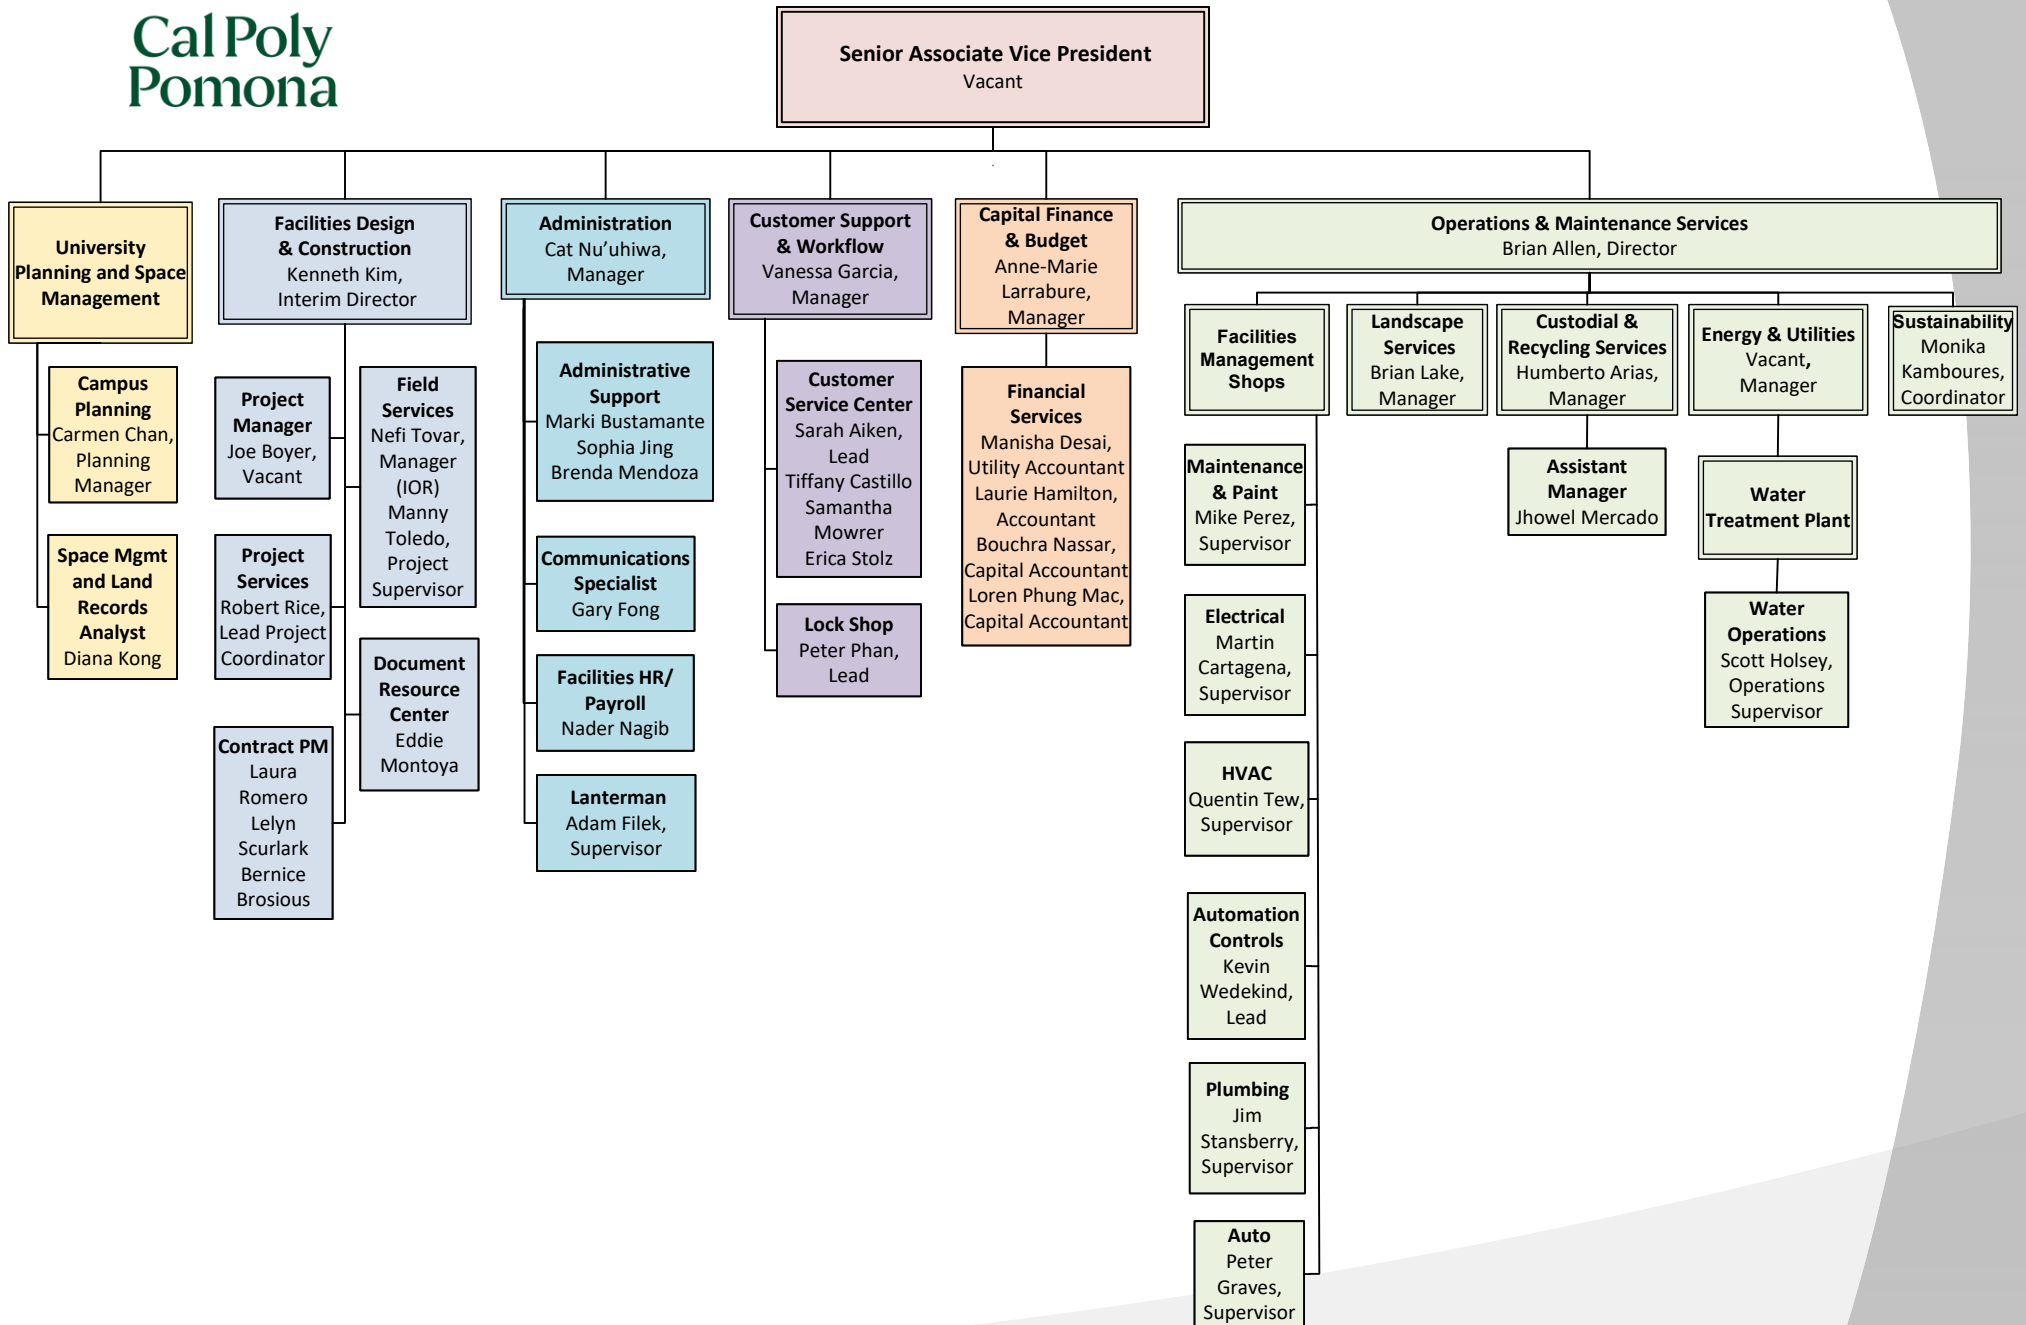 Cal Poly
Pomona
Senior Associate Vice President
Vacant
University
Planning and Space
Management
Campus
Planning
Carmen Chan,
Planning
Manager
Space Mgmt
and Land
Records
Analyst
Diana Kong
Facilities Design
& Construction
Kenneth Kim,
Interim Director
Project
Manager
Joe Boyer,
Vacant
Field
Services
Nefi Tovar,
Manager
(IOR)
Manny
Toledo,
Project
Supervisor
Project
Services
Robert Rice,
Lead Project
Coordinator
Document
Resource
Center
Eddie
Montoya
Contract PM
Laura
Romero
Lelyn
Scurlark
Bernice
Brosious
Administration
Cat Nu’uhiwa,
Manager
Administrative
Support
Marki Bustamante
Sophia Jing
Brenda Mendoza
Communications
Specialist
Gary Fong
Facilities HR/
Payroll
Nader Nagib
Lanterman
Adam Filek,
Supervisor
Customer Support
& Workflow
Vanessa Garcia,
Manager
Customer
Service Center
Sarah Aiken,
Lead
Tiffany Castillo
Samantha
Mowrer
Erica Stolz
Lock Shop
Peter Phan,
Lead
Capital Finance
& Budget
Anne-Marie
Larrabure,
Manager
Financial
Services
Manisha Desai,
Utility Accountant
Laurie Hamilton,
Accountant
Bouchra Nassar,
Capital Accountant
Loren Phung Mac,
Capital Accountant
Operations & Maintenance Services
Brian Allen, Director
Facilities
Management
Shops
Maintenance
& Paint
Mike Perez,
Supervisor
Electrical
Martin
Cartagena,
Supervisor
HVAC
Quentin Tew,
Supervisor
Automation
Controls
Kevin
Wedekind,
Lead
Plumbing
Jim
Stansberry,
Supervisor
Auto
Peter
Graves,
Supervisor
Landscape
Services
Brian Lake,
Manager
Custodial &
Recycling Services
Humberto Arias,
Manager
Assistant
Manager
Jhowel Mercado
Energy & Utilities
Vacant,
Manager
Water
Treatment Plant
Water
Operations
Scott Holsey,
Operations
Supervisor
Sustainability
Monika
Kamboures,
Coordinator